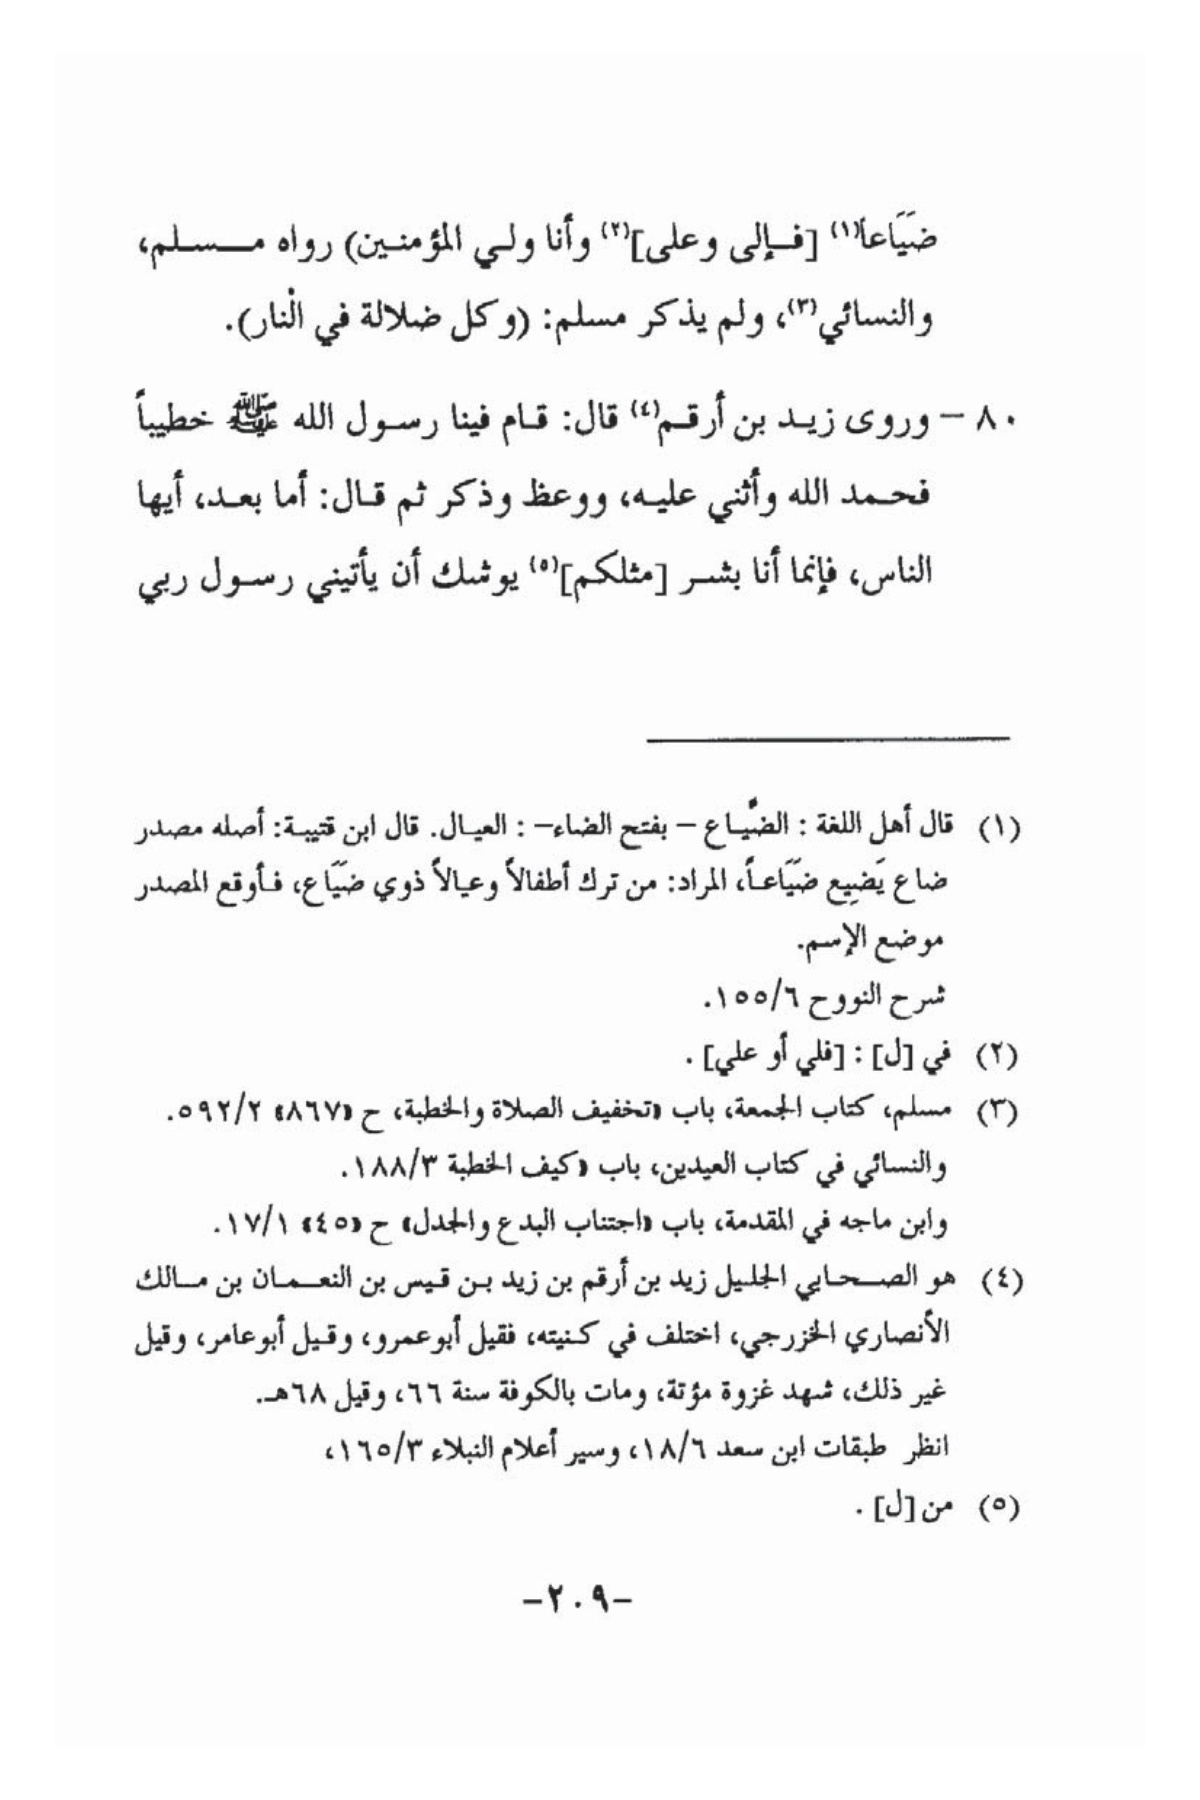 ضَيَاعاً(١) [فإلى وعلى](٢) وأنا ولي المؤمنين) رواه مسلم،
والنسائي(٣)، ولم يذكر مسلم: (وكل ضلالة في النار).
٨٠ – وروى زيد بن أرقم(٤) قال: قام فينا رسول الله ﷺ خطيباً
فحمد الله وأثني عليه، ووعظ وذكر ثم قال: أما بعد، أيها
الناس، فإنما أنا بشر [مثلكم](٥) يوشك أن يأتيني رسول ربي
(١) قال أهل اللغة : الضَّياع – بفتح الضاء– : العيال. قال ابن قتيبة: أصله مصدر
ضاع يَضيِع ضَيَاعاً، المراد: من ترك أطفالاً وعيالاً ذوي ضَيَاع، فأوقع المصدر
موضع الإسم.
شرح النووح ١٥٥/٦.
(٢) في [ل] : [فلي أو علي] .
(٣) مسلم، كتاب الجمعة، باب «تخفيف الصلاة والخطبة، ح «٨٦٧» ٥٩٢/٢.
والنسائي في كتاب العيدين، باب «كيف الخطبة ١٨٨/٣.
وابن ماجه في المقدمة، باب «اجتناب البدع والجدل» ح «٤٥» ١٧/١.
(٤) هو الصحابي الجليل زيد بن أرقم بن زيد بن قيس بن النعمان بن مالك
الأنصاري الخزرجي، اختلف في كنيته، فقيل أبوعمرو، وقيل أبوعامر، وقيل
غير ذلك، شهد غزوة مؤتة، ومات بالكوفة سنة ٦٦، وقيل ٦٨هـ.
انظر طبقات ابن سعد ١٨/٦، وسير أعلام النبلاء ١٦٥/٣،
(٥) من [ل] .
–٢٠٩–